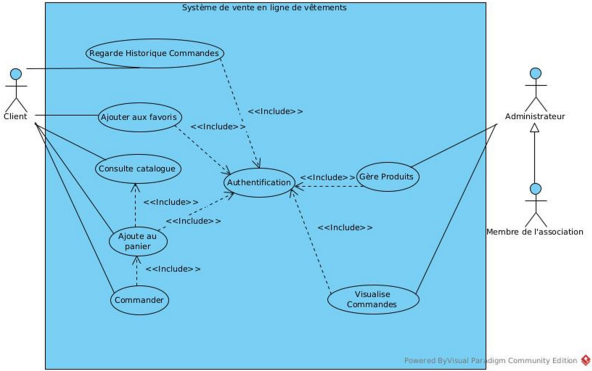 Système de vente en ligne de vêtements
Regarde Historique Commandes
<<Include>>
Client
Ajouter aux favoris
<<Include>>
Administrateur
Consulte catalogue
Authentification
<<Include>>
Gère Produits
<<Include>>
<<Include>>
Ajoute au
panier
<<Include>>
Membre de l'association
<<Include>>
Commander
Visualise
Commandes
Powered ByVisual Paradigm Community Edition